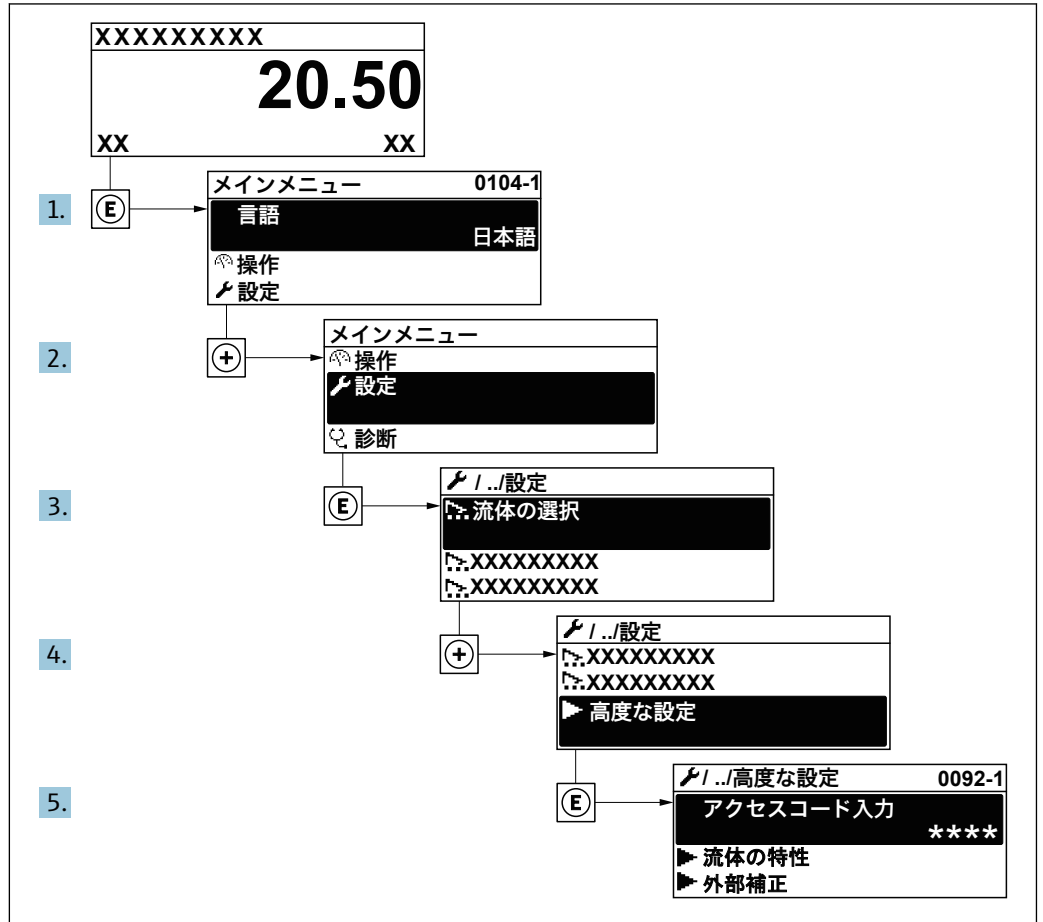 XXXXXXXXX
20.50
XX XX
1.
E
メインメニュー 0104-1
言語
日本語
操作
設定
2.
+
メインメニュー
操作
設定
診断
3.
E
/ ../設定
流体の選択
XXXXXXXXX
XXXXXXXXX
4.
+
/ ../設定
XXXXXXXXX
XXXXXXXXX
高度な設定
5.
E
/ ../高度な設定 0092-1
アクセスコード入力
****
流体の特性
外部補正